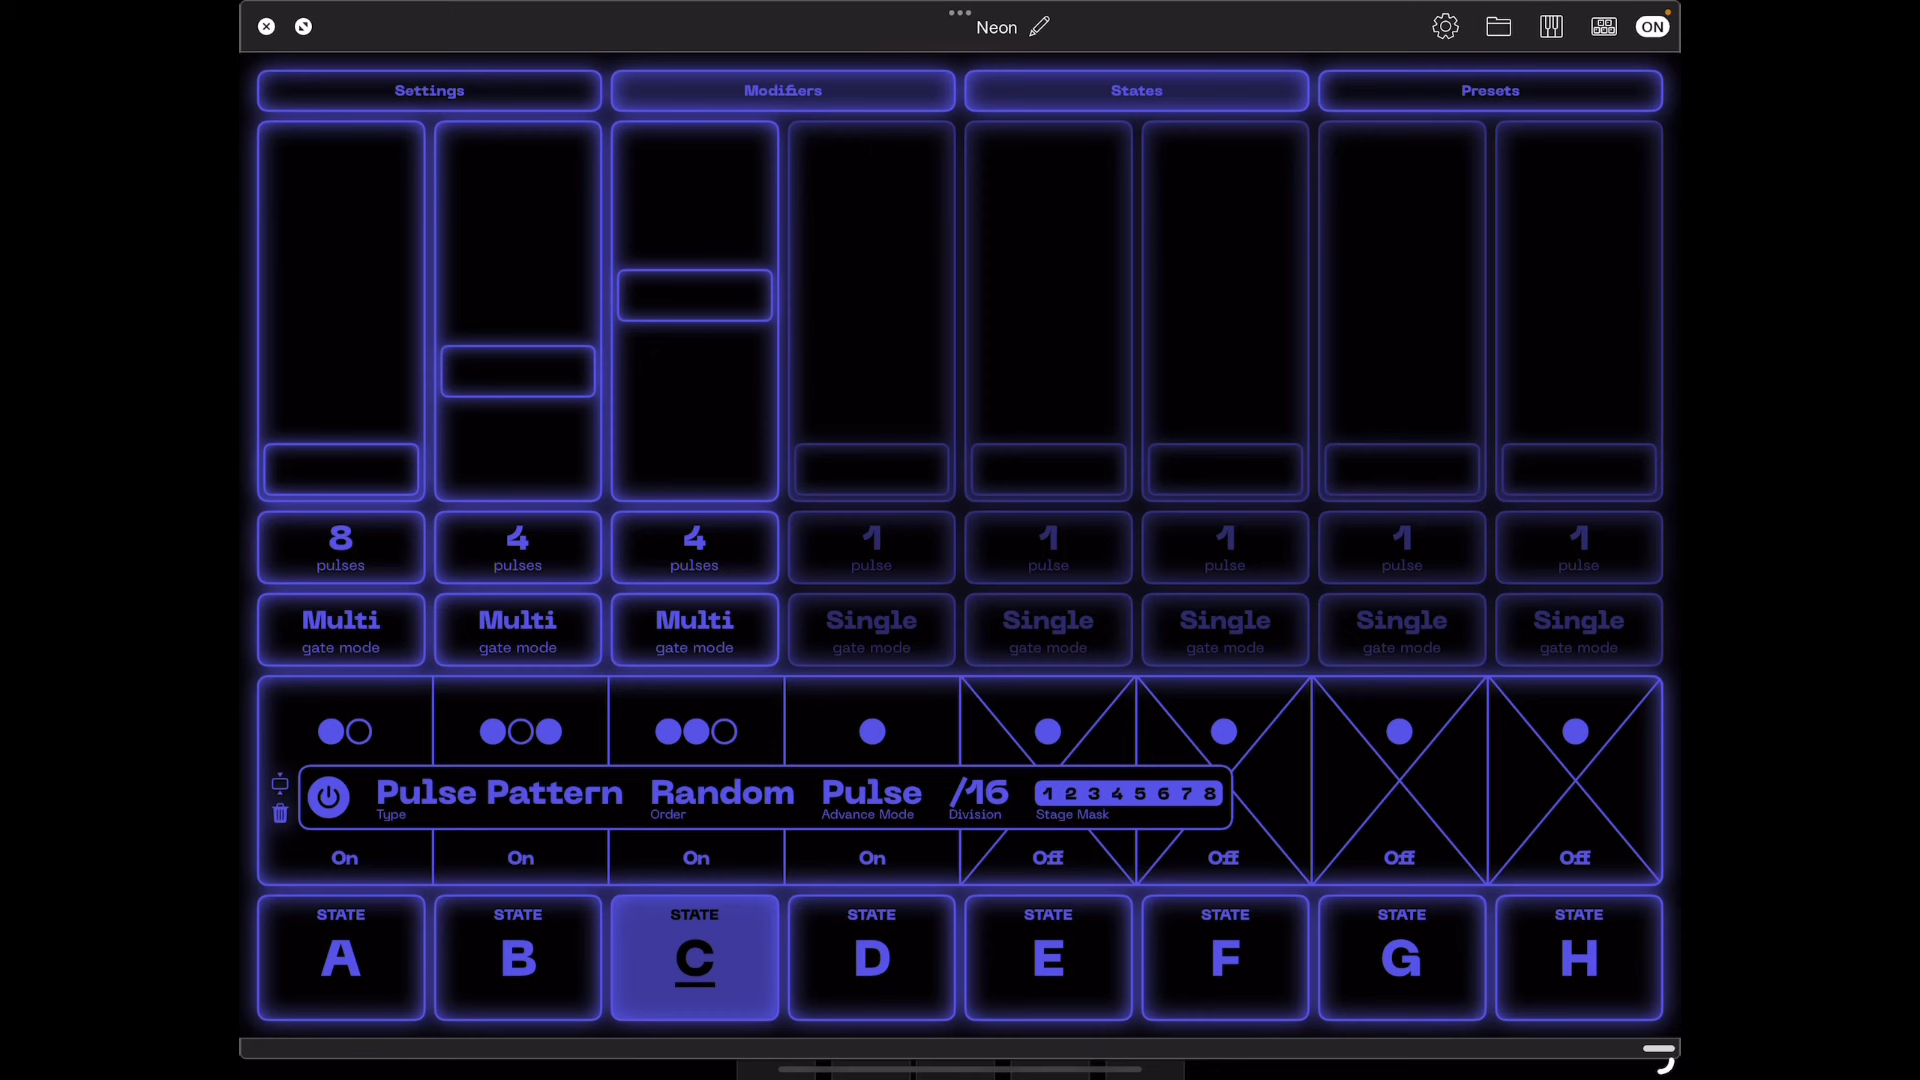 Neon
ON
Settings Modifiers States Presets
8 4 4 1 1 1 1 1
pulses pulses pulses pulse pulse pulse pulse pulse
Multi Multi Multi Single Single Single Single Single
gate mode gate mode gate mode gate mode gate mode gate mode gate mode gate mode
Pulse Pattern Random Pulse /16 1 2 3 4 5 6 7 8
Type Order Advance Mode Division Stage Mask
On On On On Off Off Off Off
STATE STATE STATE STATE STATE STATE STATE STATE
A B C D E F G H